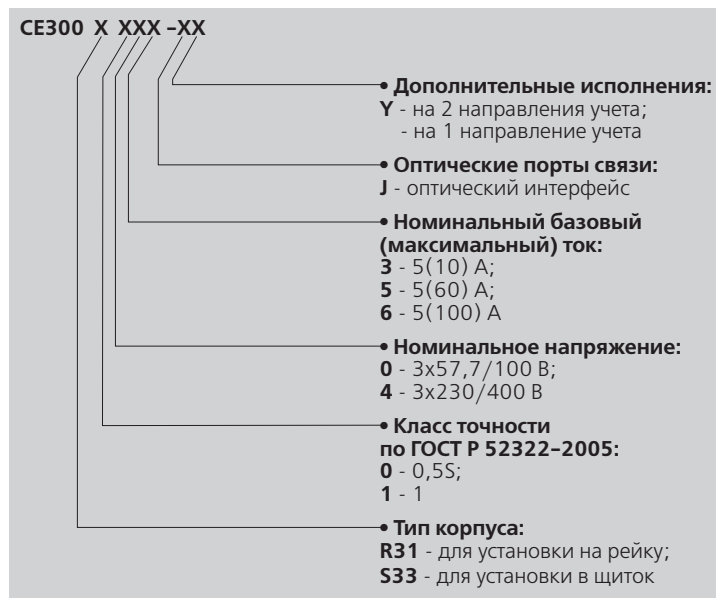 CE300 X XXX –XX
• Дополнительные исполнения:
Y - на 2 направления учета;
- на 1 направление учета
• Оптические порты связи:
J - оптический интерфейс
• Номинальный базовый
(максимальный) ток:
3 - 5(10) А;
5 - 5(60) А;
6 - 5(100) А
• Номинальное напряжение:
0 - 3x57,7/100 В;
4 - 3x230/400 В
• Класс точности
по ГОСТ Р 52322–2005:
0 - 0,5S;
1 - 1
• Тип корпуса:
R31 - для установки на рейку;
S33 - для установки в щиток